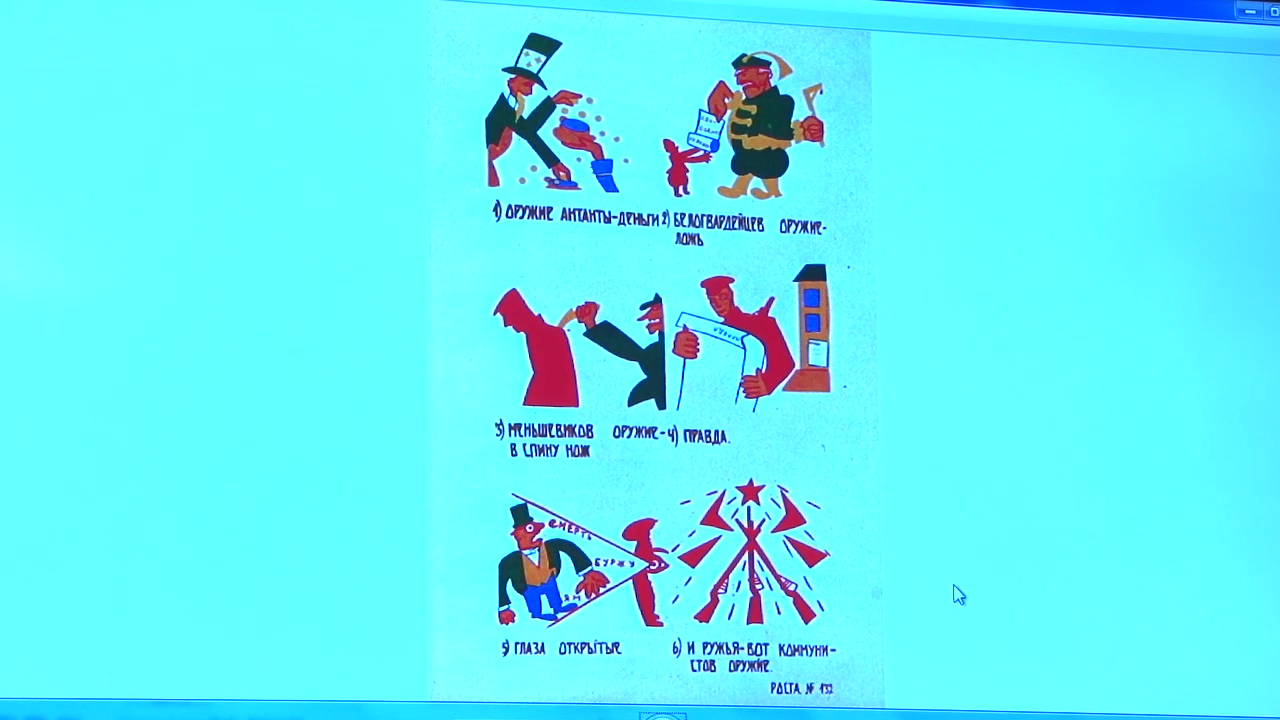 1) ОРУЖИЕ АНТАНТЫ-ДЕНЬГИ
2) БЕЛОГВАРДЕЙЦЕВ ОРУЖИЕ-
ЛОЖЬ
3) МЕНЬШЕВИКОВ ОРУЖИЕ-
В СПИНУ НОЖ
4) ПРАВДА.
СМЕРТЬ
БУРЖУ
ЯМ
5) ГЛАЗА ОТКРЫТЫЕ
6) И РУЖЬЯ-ВОТ КОММУНИ-
СТОВ ОРУЖИЕ.
РОСТА № 132